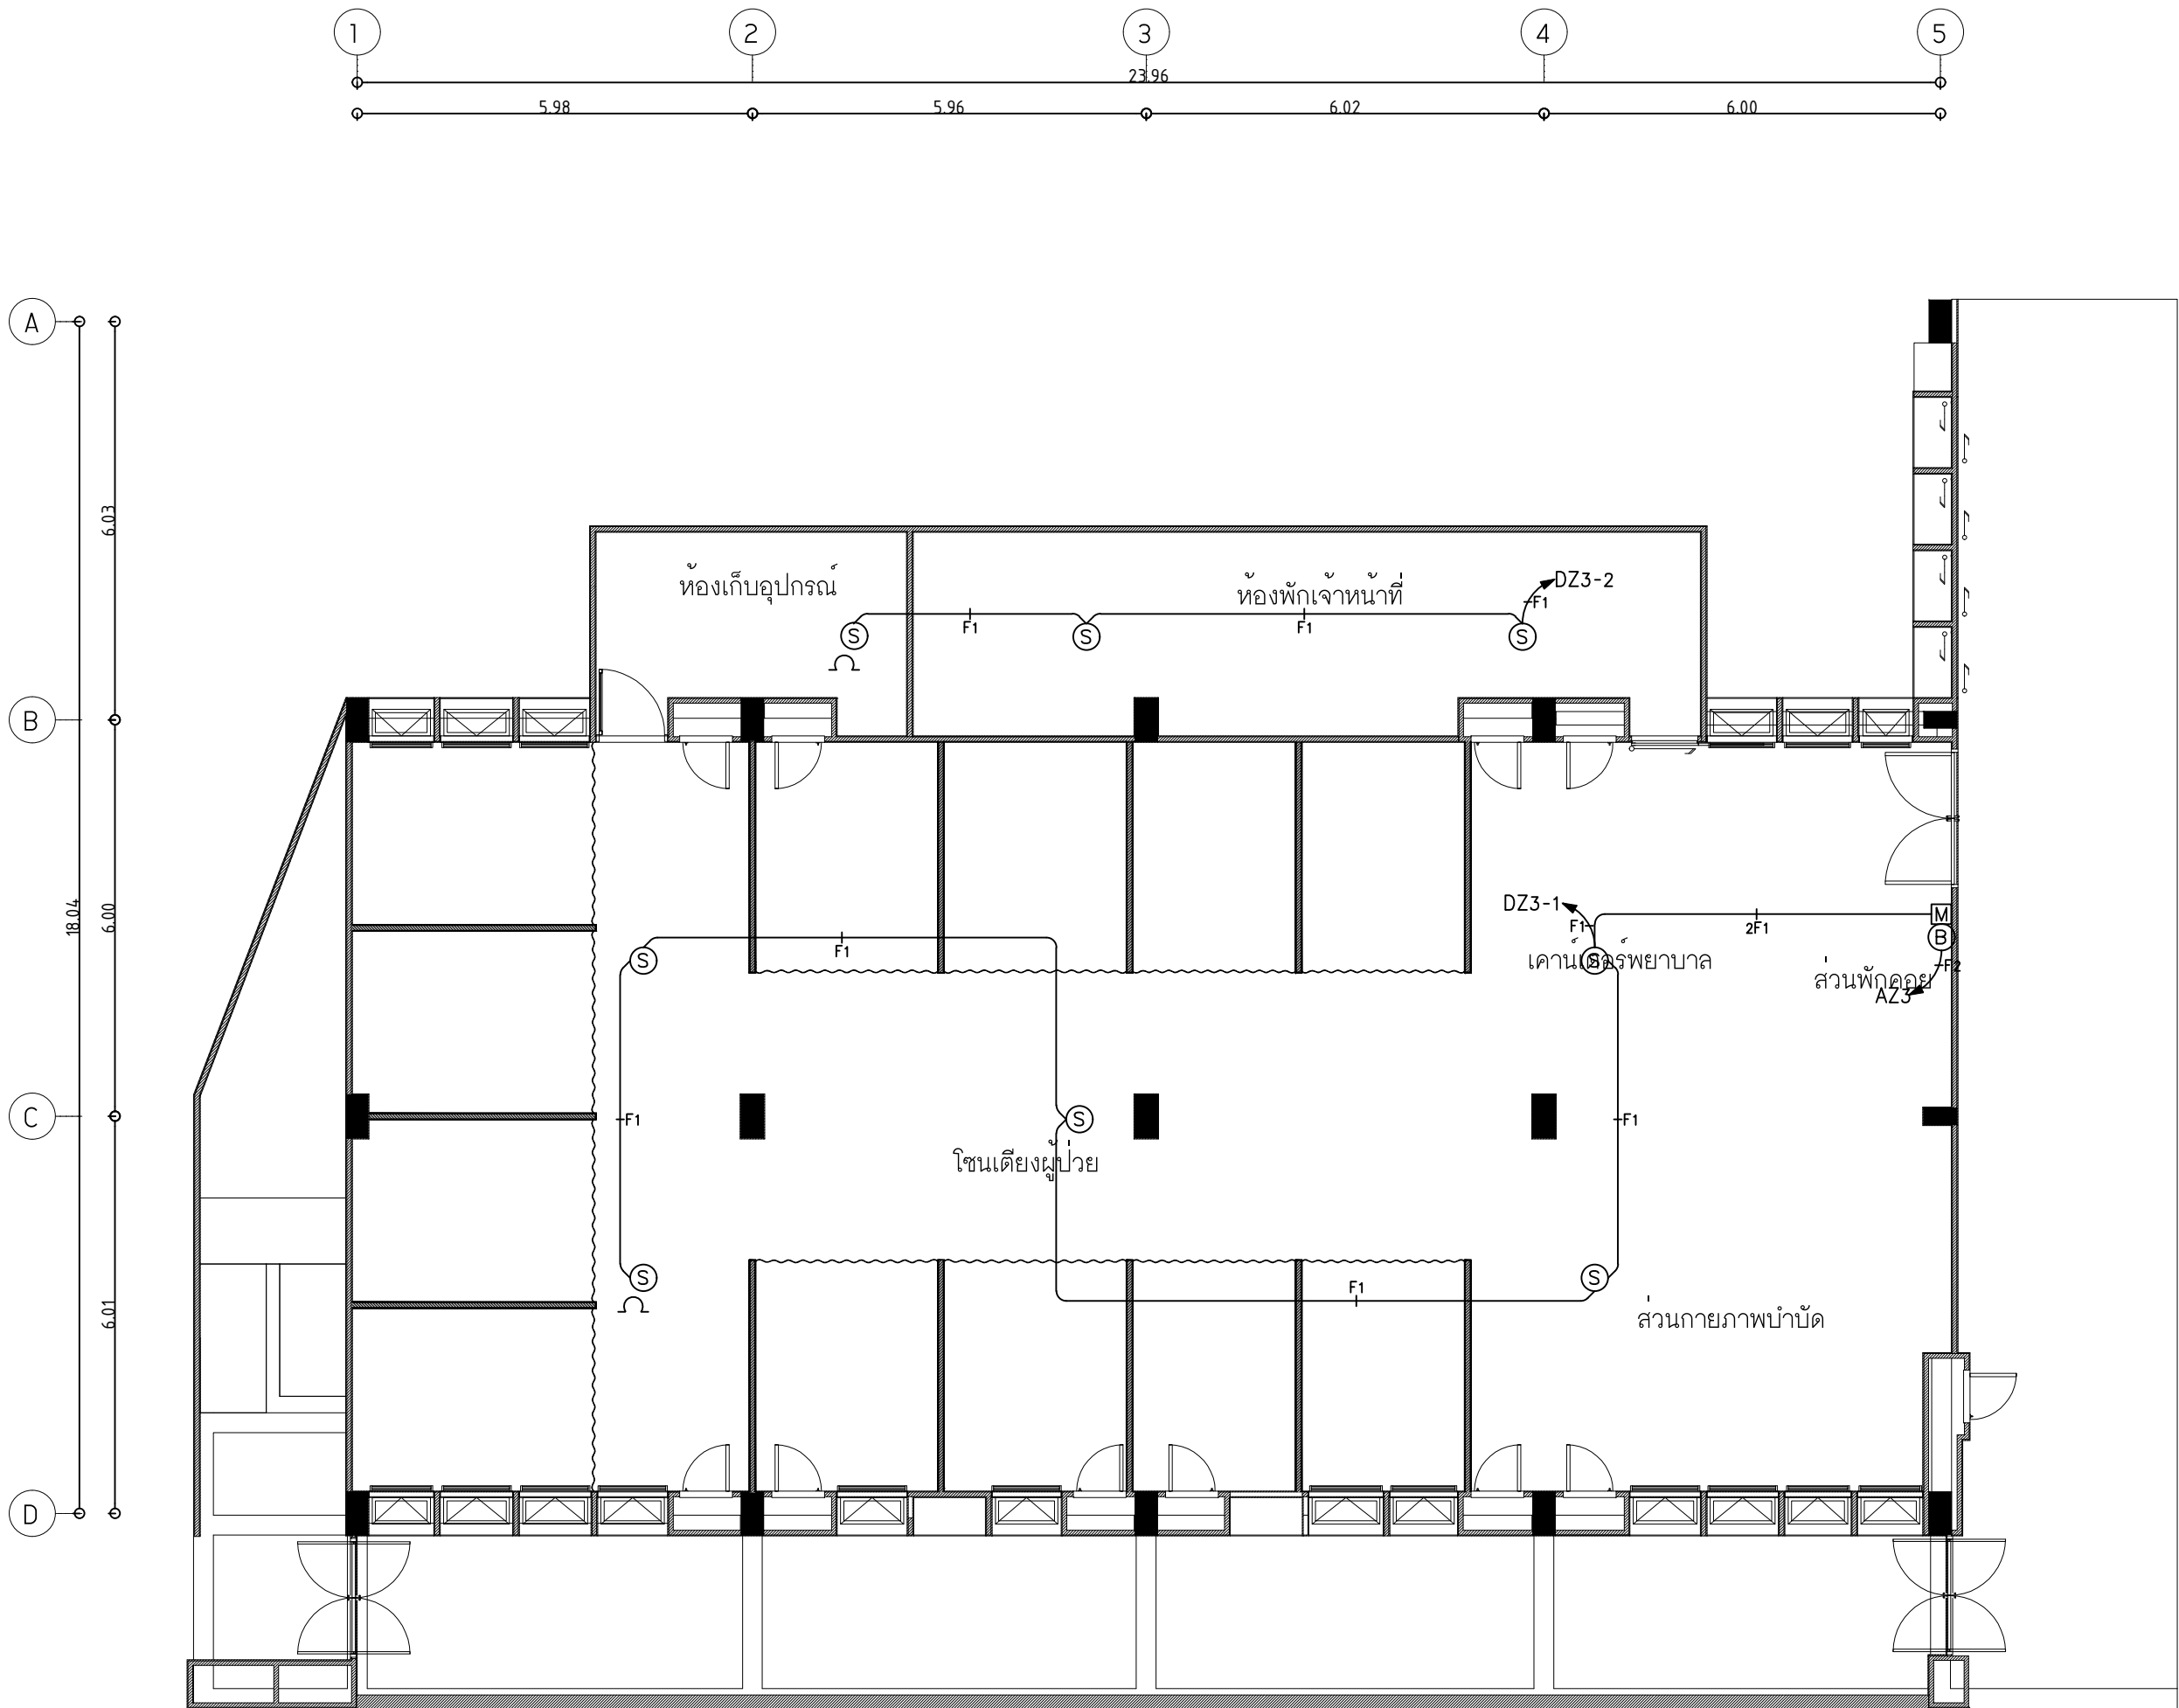 1 2 3 4 5
23.96
5.98 5.96 6.02 6.00
A
6.03
ห้องเก็บอุปกรณ์ ห้องพักเจ้าหน้าที่ DZ3-2
F1
F1 F1
S S S
B
DZ3-1 M
18.04 6.00 F1 2F1
B
F1
เคาน์เตอร์พยาบาล
S S F2
ส่วนพักคอย
AZ3
C
F1 S F1
โซนเตียงผู้ป่วย
S S
F1
6.01
ส่วนกายภาพบำบัด
D